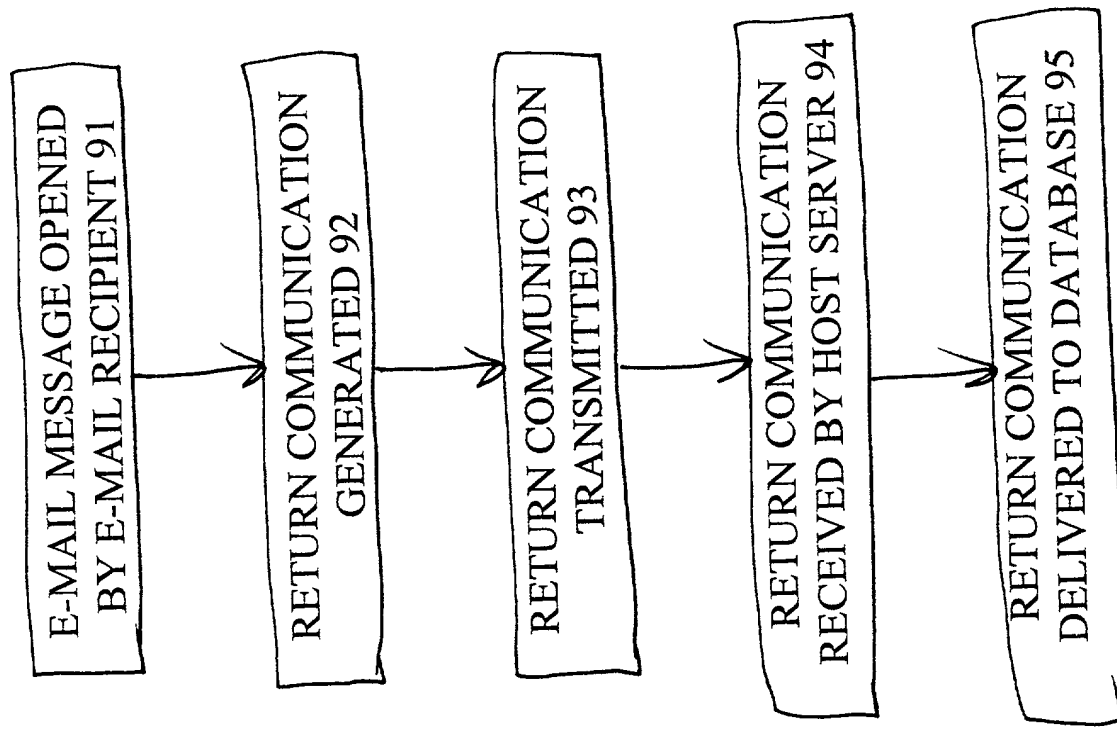 E-MAIL MESSAGE OPENED
BY E-MAIL RECIPIENT 91
RETURN COMMUNICATION
GENERATED 92
RETURN COMMUNICATION
TRANSMITTED 93
RETURN COMMUNICATION
RECEIVED BY HOST SERVER 94
RETURN COMMUNICATION
DELIVERED TO DATABASE 95